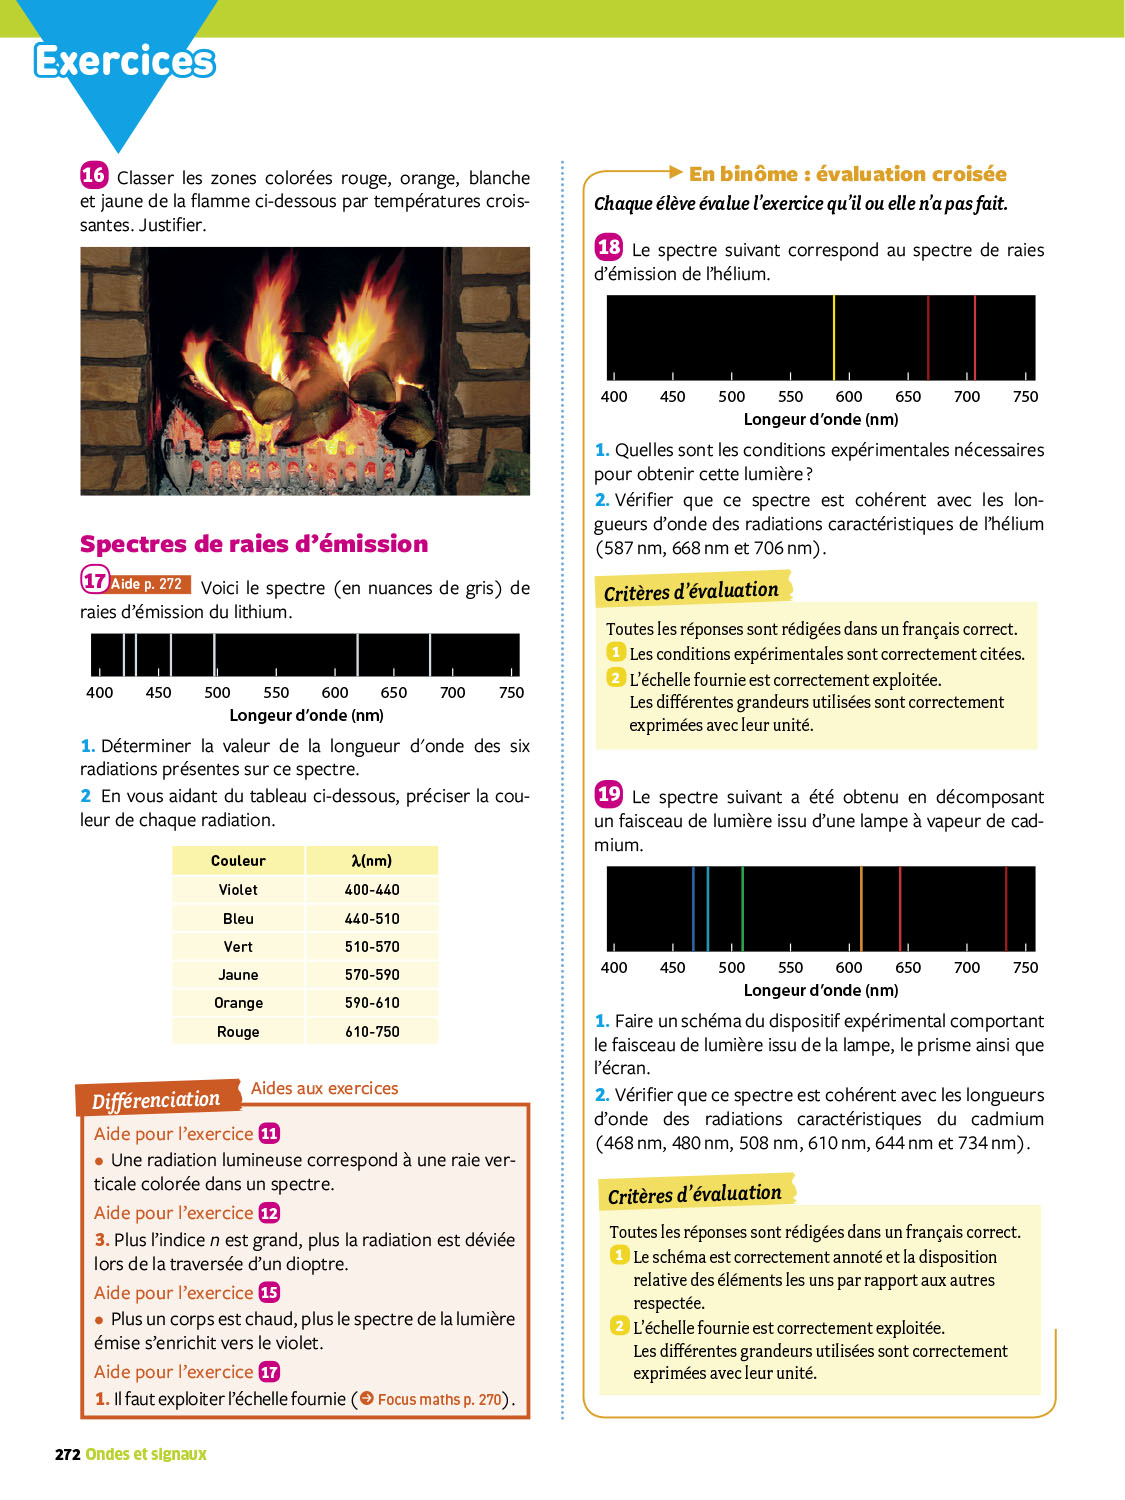 Exercices
16 Classer les zones colorées rouge, orange, blanche
et jaune de la flamme ci-dessous par températures crois-
santes. Justifier.
Spectres de raies d'émission
17 Aide p. 272 Voici le spectre (en nuances de gris) de
raies d'émission du lithium.
400 450 500 550 600 650 700 750
Longueur d'onde (nm)
1. Déterminer la valeur de la longueur d'onde des six
radiations présentes sur ce spectre.
2 En vous aidant du tableau ci-dessous, préciser la cou-
leur de chaque radiation.
Couleur λ(nm)
Violet 400-440
Bleu 440-510
Vert 510-570
Jaune 570-590
Orange 590-610
Rouge 610-750
Différenciation Aides aux exercices
Aide pour l'exercice 11
• Une radiation lumineuse correspond à une raie ver-
ticale colorée dans un spectre.
Aide pour l'exercice 12
3. Plus l'indice n est grand, plus la radiation est déviée
lors de la traversée d'un dioptre.
Aide pour l'exercice 15
• Plus un corps est chaud, plus le spectre de la lumière
émise s'enrichit vers le violet.
Aide pour l'exercice 17
1. Il faut exploiter l'échelle fournie (➔ Focus maths p. 270).
En binôme : évaluation croisée
Chaque élève évalue l'exercice qu'il ou elle n'a pas fait.
18 Le spectre suivant correspond au spectre de raies
d'émission de l'hélium.
400 450 500 550 600 650 700 750
Longueur d'onde (nm)
1. Quelles sont les conditions expérimentales nécessaires
pour obtenir cette lumière ?
2. Vérifier que ce spectre est cohérent avec les lon-
gueurs d'onde des radiations caractéristiques de l'hélium
(587 nm, 668 nm et 706 nm).
Critères d'évaluation
Toutes les réponses sont rédigées dans un français correct.
1 Les conditions expérimentales sont correctement citées.
2 L'échelle fournie est correctement exploitée.
Les différentes grandeurs utilisées sont correctement
exprimées avec leur unité.
19 Le spectre suivant a été obtenu en décomposant
un faisceau de lumière issu d'une lampe à vapeur de cad-
mium.
400 450 500 550 600 650 700 750
Longueur d'onde (nm)
1. Faire un schéma du dispositif expérimental comportant
le faisceau de lumière issu de la lampe, le prisme ainsi que
l'écran.
2. Vérifier que ce spectre est cohérent avec les longueurs
d'onde des radiations caractéristiques du cadmium
(468 nm, 480 nm, 508 nm, 610 nm, 644 nm et 734 nm).
Critères d'évaluation
Toutes les réponses sont rédigées dans un français correct.
1 Le schéma est correctement annoté et la disposition
relative des éléments les uns par rapport aux autres
respectée.
2 L'échelle fournie est correctement exploitée.
Les différentes grandeurs utilisées sont correctement
exprimées avec leur unité.
272 Ondes et signaux